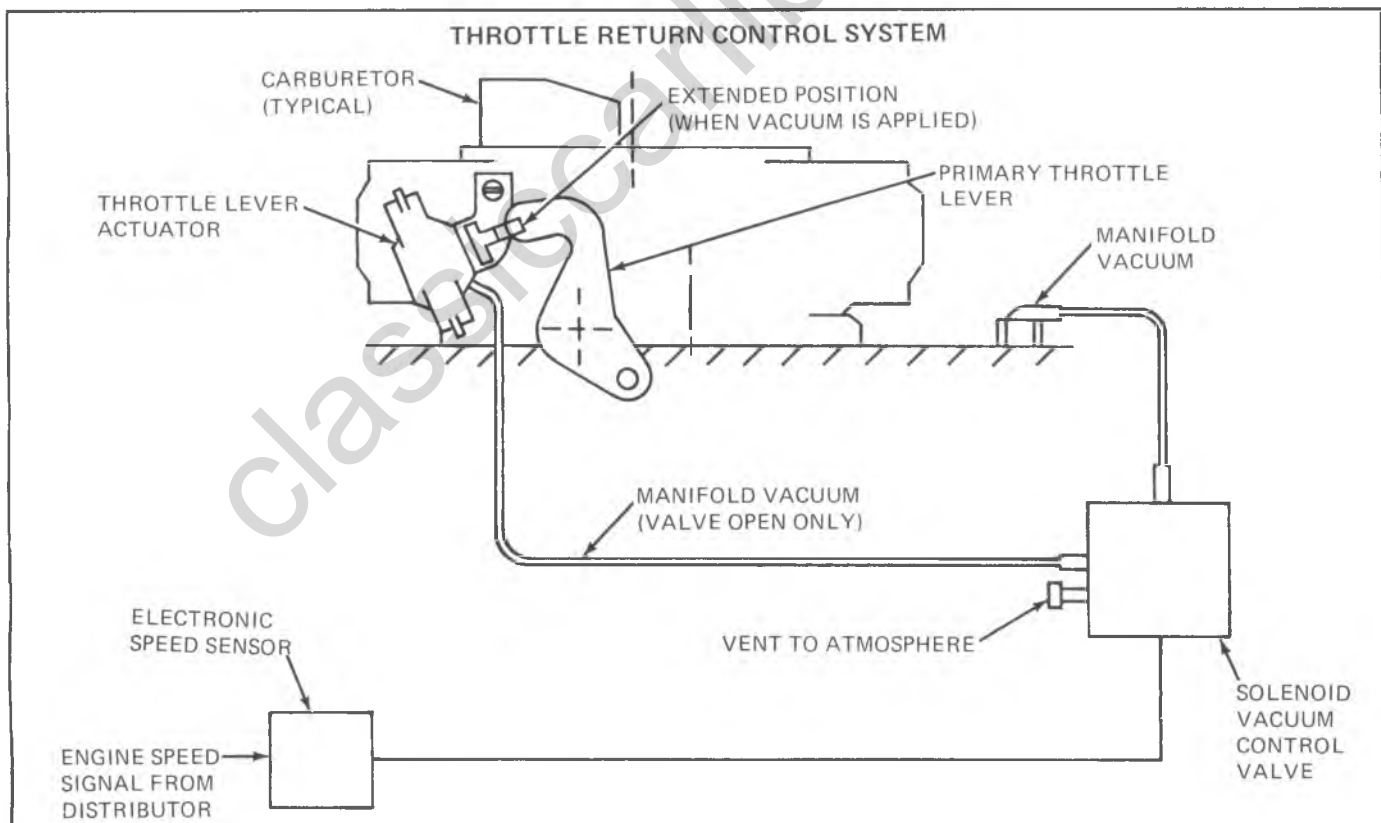 THROTTLE RETURN CONTROL SYSTEM
CARBURETOR
(TYPICAL)
EXTENDED POSITION
(WHEN VACUUM IS APPLIED)
THROTTLE LEVER
ACTUATOR
PRIMARY THROTTLE
LEVER
MANIFOLD
VACUUM
MANIFOLD VACUUM
(VALVE OPEN ONLY)
ELECTRONIC
SPEED SENSOR
VENT TO ATMOSPHERE
SOLENOID
VACUUM
CONTROL
VALVE
ENGINE SPEED
SIGNAL FROM
DISTRIBUTOR